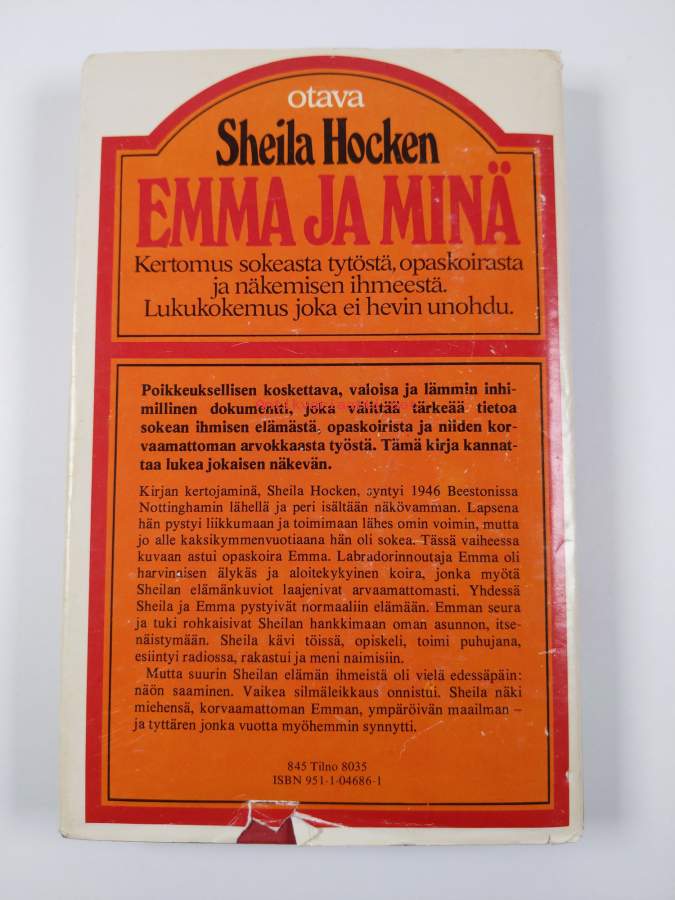 otava
Sheila Hocken
EMMA JA MINÄ
Kertomus sokeasta tytöstä, opaskoirasta
ja näkemisen ihmeestä.
Lukukokemus joka ei hevin unohdu.
Poikkeuksellisen koskettava, valoisa ja lämmin inhi-
millinen dokumentti, joka välittää tärkeää tietoa
sokean ihmisen elämästä, opaskoirista ja niiden kor-
vaamattoman arvokkaasta työstä. Tämä kirja kannat-
taa lukea jokaisen näkevän.
Kirjan kertojaminä, Sheila Hocken, syntyi 1946 Beestonissa
Nottinghamin lähellä ja peri isältään näkövamman. Lapsena
hän pystyi liikkumaan ja toimimaan lähes omin voimin, mutta
jo alle kaksikymmenvuotiaana hän oli sokea. Tässä vaiheessa
kuvaan astui opaskoira Emma. Labradorinnoutaja Emma oli
harvinaisen älykäs ja aloitekykyinen koira, jonka myötä
Sheilan elämänkuviot laajenivat arvaamattomasti. Yhdessä
Sheila ja Emma pystyivät normaaliin elämään. Emman seura
ja tuki rohkaisivat Sheilan hankkimaan oman asunnon, itse-
näistymään. Sheila kävi töissä, opiskeli, toimi puhujana,
esiintyi radiossa, rakastui ja meni naimisiin.
Mutta suurin Sheilan elämän ihmeistä oli vielä edessäpäin:
näön saaminen. Vaikea silmäleikkaus onnistui. Sheila näki
miehensä, korvaamattoman Emman, ympäröivän maailman –
ja tyttären jonka vuotta myöhemmin synnytti.
845 Tilno 8035
ISBN 951-1-04686-1